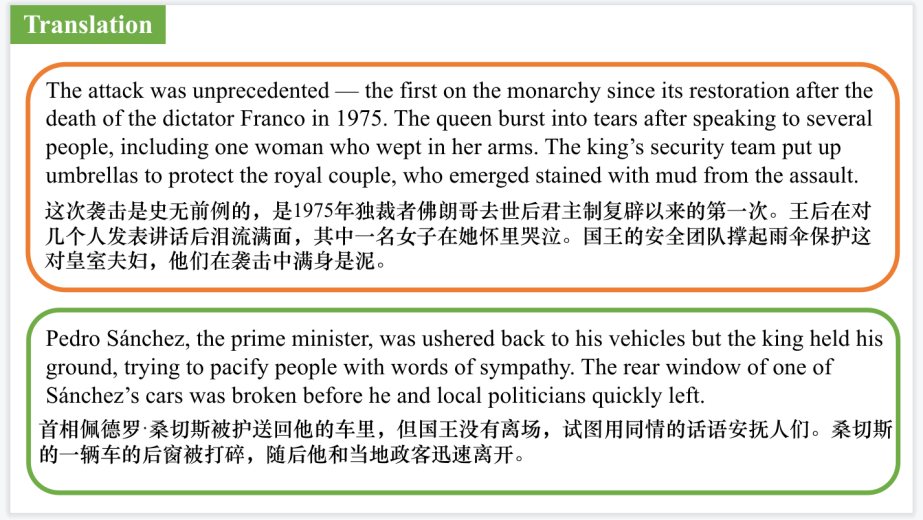 Translation
The attack was unprecedented — the first on the monarchy since its restoration after the
death of the dictator Franco in 1975. The queen burst into tears after speaking to several
people, including one woman who wept in her arms. The king’s security team put up
umbrellas to protect the royal couple, who emerged stained with mud from the assault.
这次袭击是史无前例的，是1975年独裁者佛朗哥去世后君主制复辟以来的第一次。王后在对
几个人发表讲话后泪流满面，其中一名女子在她怀里哭泣。国王的安全团队撑起雨伞保护这
对皇室夫妇，他们在袭击中满身是泥。
Pedro Sánchez, the prime minister, was ushered back to his vehicles but the king held his
ground, trying to pacify people with words of sympathy. The rear window of one of
Sánchez’s cars was broken before he and local politicians quickly left.
首相佩德罗·桑切斯被护送回他的车里，但国王没有离场，试图用同情的话语安抚人们。桑切斯
的一辆车的后窗被打碎，随后他和当地政客迅速离开。